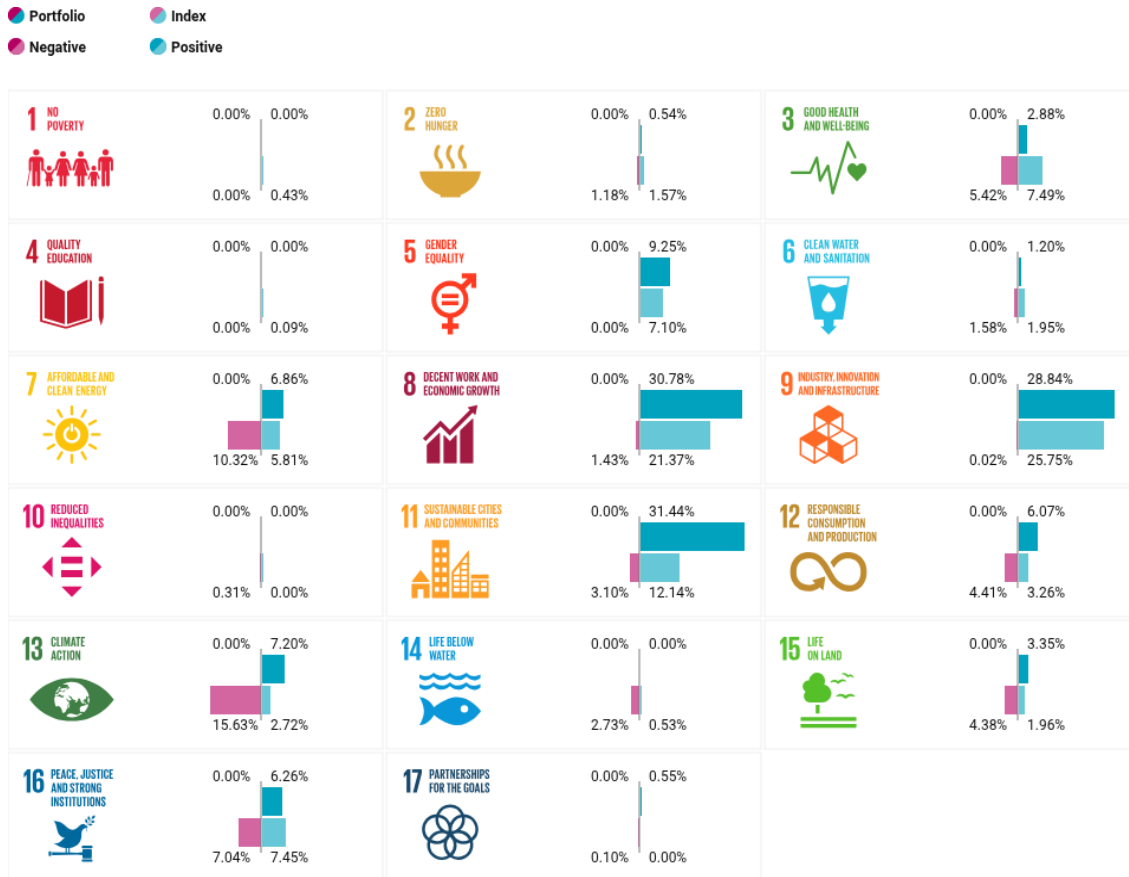 Portfolio Index
Negative Positive
1 NO
POVERTY
0.00% 0.00%
0.00% 0.43%
2 ZERO
HUNGER
0.00% 0.54%
1.18% 1.57%
3 GOOD HEALTH
AND WELL-BEING
0.00% 2.88%
5.42% 7.49%
4 QUALITY
EDUCATION
0.00% 0.00%
0.00% 0.09%
5 GENDER
EQUALITY
0.00% 9.25%
0.00% 7.10%
6 CLEAN WATER
AND SANITATION
0.00% 1.20%
1.58% 1.95%
7 AFFORDABLE AND
CLEAN ENERGY
0.00% 6.86%
10.32% 5.81%
8 DECENT WORK AND
ECONOMIC GROWTH
0.00% 30.78%
1.43% 21.37%
9 INDUSTRY, INNOVATION
AND INFRASTRUCTURE
0.00% 28.84%
0.02% 25.75%
10 REDUCED
INEQUALITIES
0.00% 0.00%
0.31% 0.00%
11 SUSTAINABLE CITIES
AND COMMUNITIES
0.00% 31.44%
3.10% 12.14%
12 RESPONSIBLE
CONSUMPTION
AND PRODUCTION
0.00% 6.07%
4.41% 3.26%
13 CLIMATE
ACTION
0.00% 7.20%
15.63% 2.72%
14 LIFE BELOW
WATER
0.00% 0.00%
2.73% 0.53%
15 LIFE
ON LAND
0.00% 3.35%
4.38% 1.96%
16 PEACE, JUSTICE
AND STRONG
INSTITUTIONS
0.00% 6.26%
7.04% 7.45%
17 PARTNERSHIPS
FOR THE GOALS
0.00% 0.55%
0.10% 0.00%